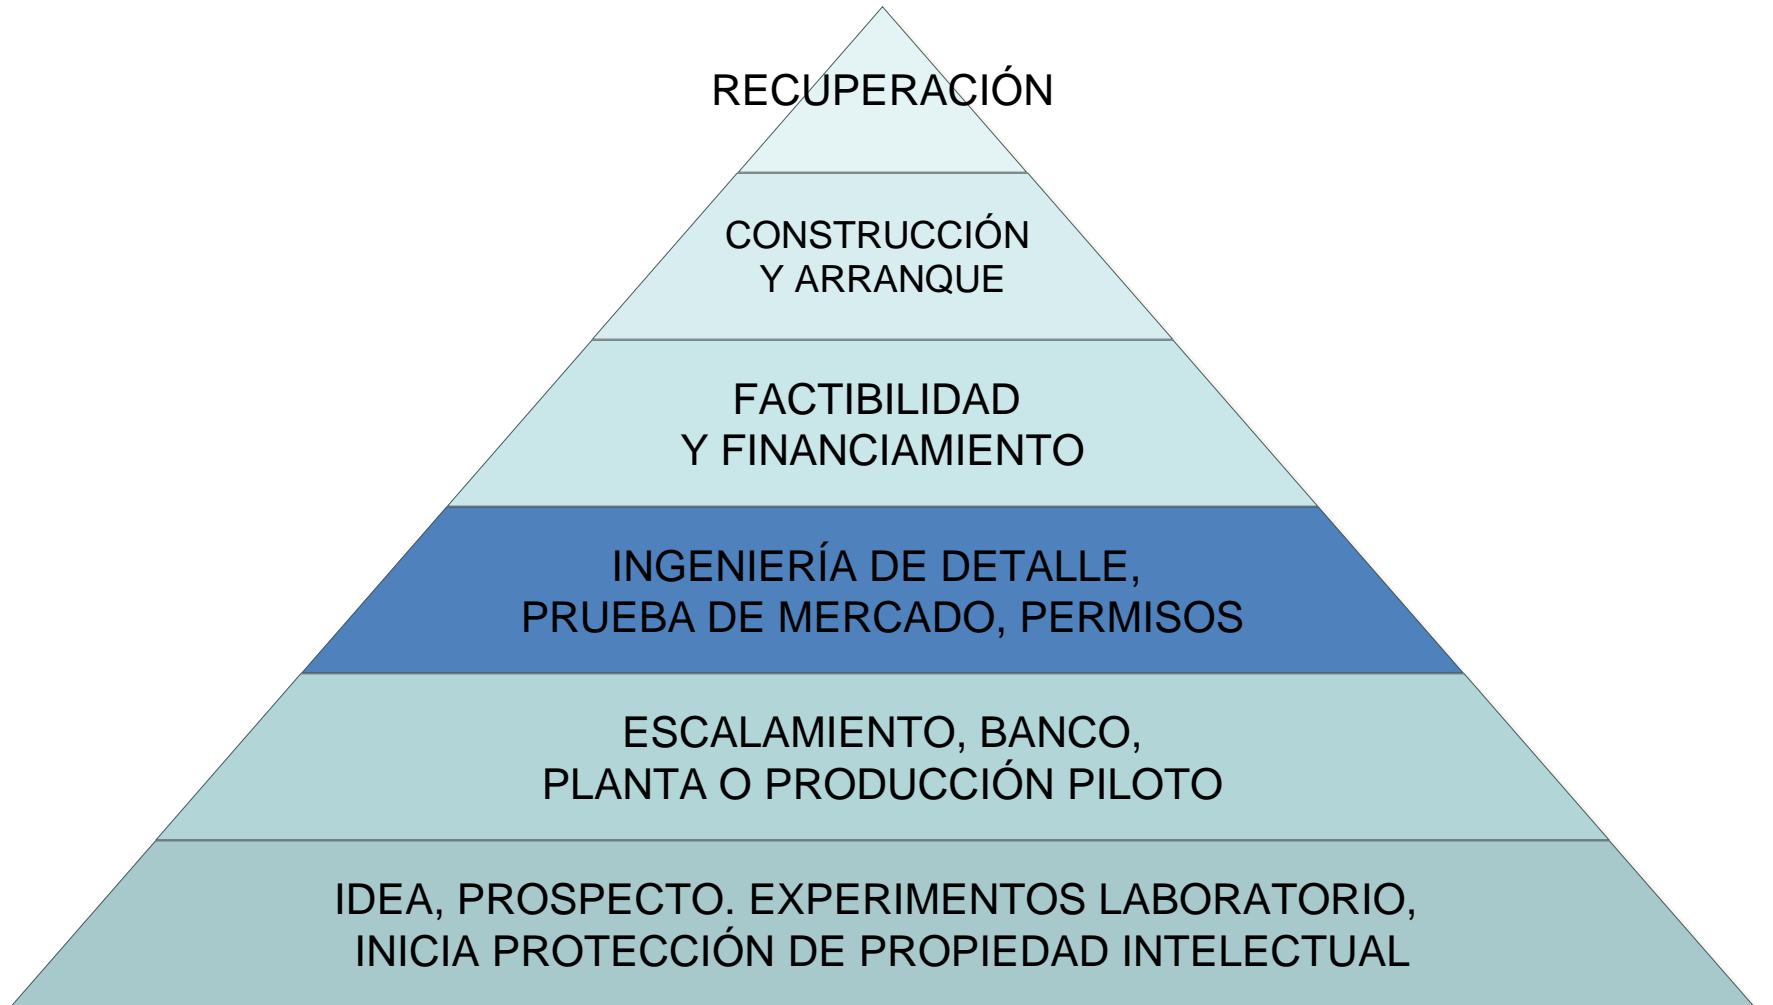 RECUPERACIÓN
CONSTRUCCIÓN
Y ARRANQUE
FACTIBILIDAD
Y FINANCIAMIENTO
INGENIERÍA DE DETALLE,
PRUEBA DE MERCADO, PERMISOS
ESCALAMIENTO, BANCO,
PLANTA O PRODUCCIÓN PILOTO
IDEA, PROSPECTO. EXPERIMENTOS LABORATORIO,
INICIA PROTECCIÓN DE PROPIEDAD INTELECTUAL